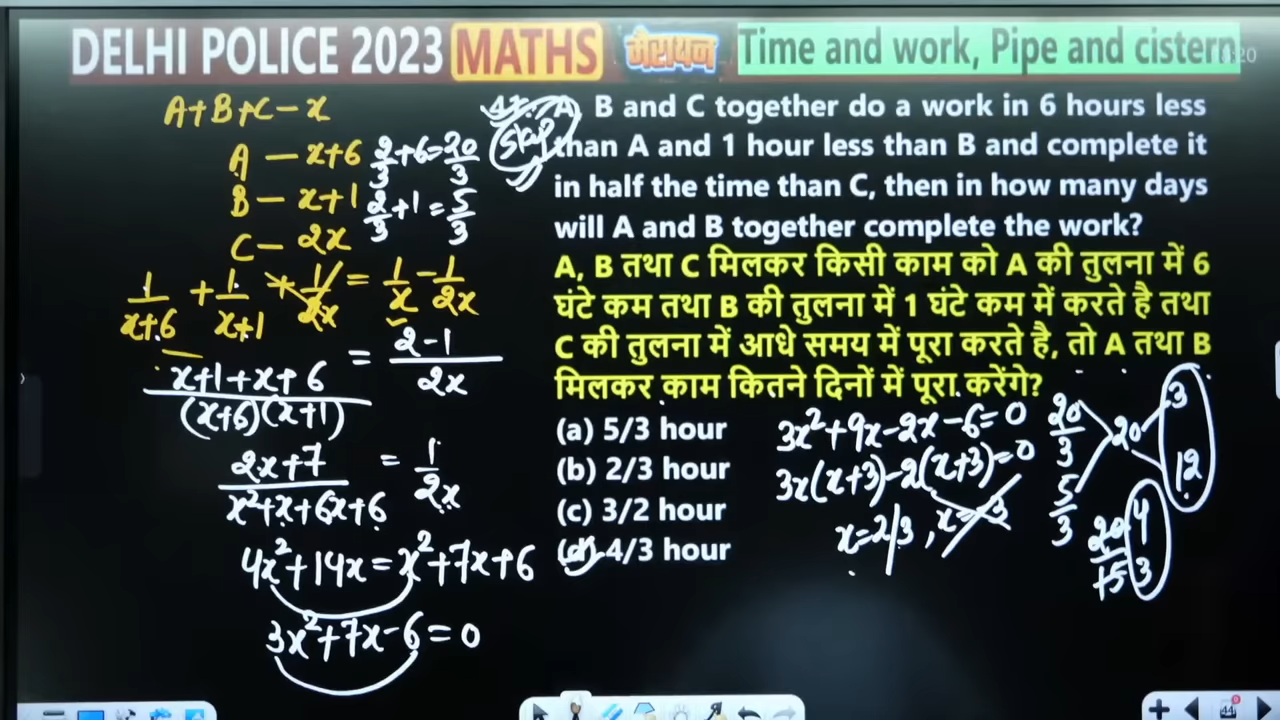 DELHI POLICE 2023 MATHS मैरायन Time and work, Pipe and cistern
A, B and C together do a work in 6 hours less
than A and 1 hour less than B and complete it
in half the time than C, then in how many days
will A and B together complete the work?
A, B तथा C मिलकर किसी काम को A की तुलना में 6
घंटे कम तथा B की तुलना में 1 घंटे कम में करते है तथा
C की तुलना में आधे समय में पूरा करते है, तो A तथा B
मिलकर काम कितने दिनों में पूरा करेंगे?
(a) 5/3 hour
(b) 2/3 hour
(c) 3/2 hour
(d) 4/3 hour
A+B+C - x
A - x+6 2/3+6=20/3
B - x+1 2/3+1=5/3
C - 2x
1/x+6 + 1/x+1 + 1/2x = 1/x - 1/2x
x+1+x+6/(x+6)(x+1) = 2-1/2x
2x+7/x²+x+6x+6 = 1/2x
4x²+14x=x²+7x+6
3x²+7x-6=0
3x²+9x-2x-6=0
3x(x+3)-2(x+3)=0
x=2/3, x=-3
20/3 20 3
5/3 12
20/15 4/3
44